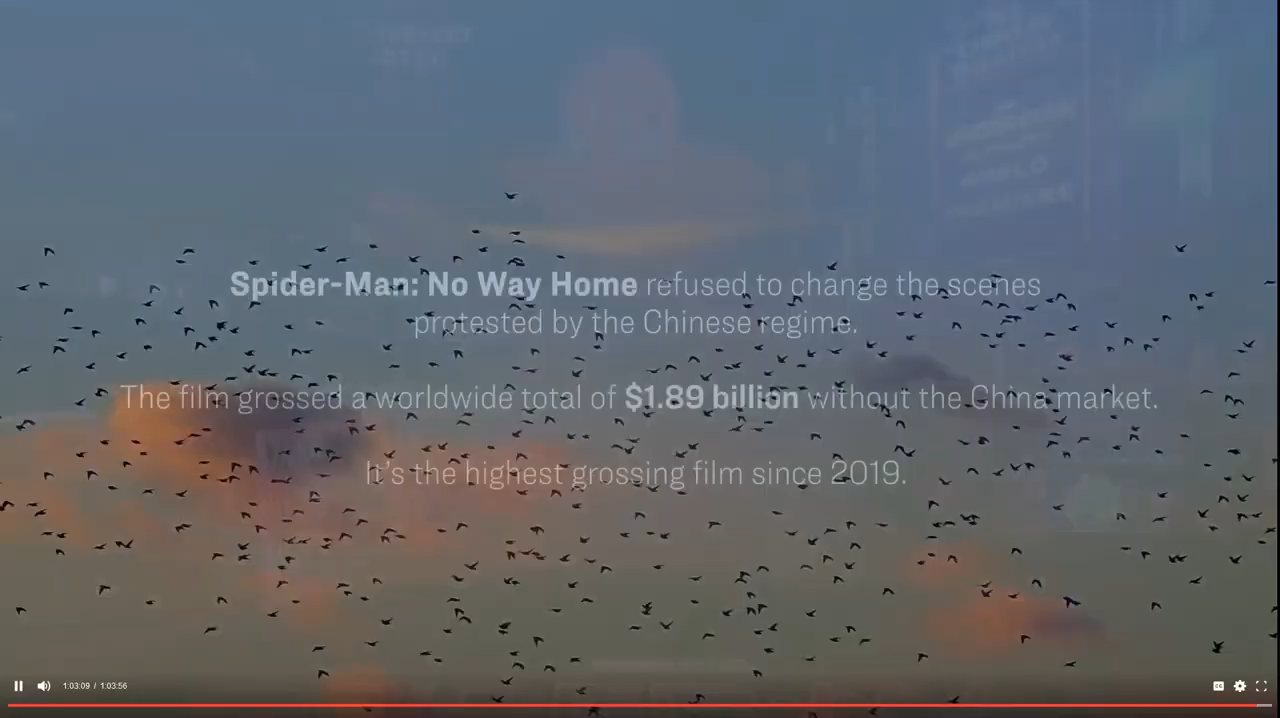 Spider-Man: No Way Home refused to change the scenes
protested by the Chinese regime.
The film grossed a worldwide total of $1.89 billion without the China market.
It's the highest grossing film since 2019.
1:03:09 / 1:03:56
CC